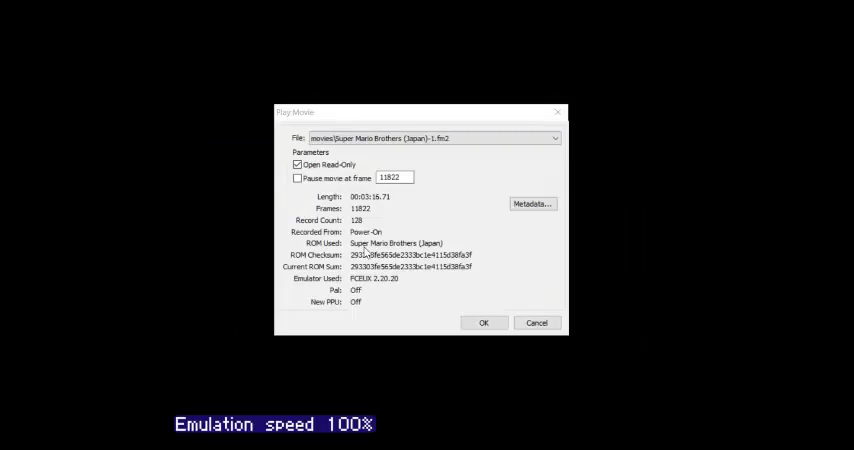 Play Movie
File: movies\Super Mario Brothers (Japan)-1.fm2
Parameters
Open Read-Only
Pause movie at frame 11822
Length: 00:03:16.71
Metadata...
Frames: 11822
Record Count: 128
Recorded From: Power-On
ROM Used: Super Mario Brothers (Japan)
ROM Checksum:
Current ROM Sum: 293303fe565de2333bc1e4115d38fa3f
Emulator Used: FCEUX 2.20.20
Pal: Off
New PPU: Off
OK Cancel
Emulation speed 100%